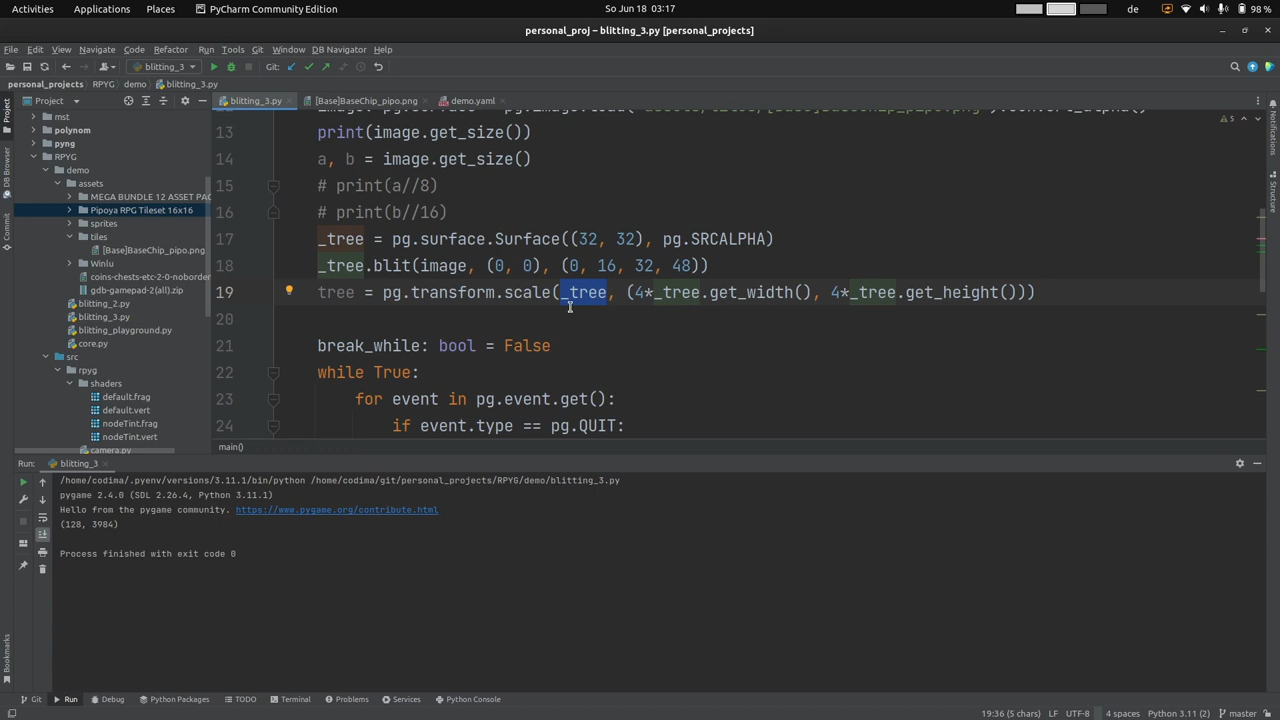 Activities Applications Places PyCharm Community Edition So Jun 18 03:17 de 98 %
personal_proj – blitting_3.py [personal_projects]
File Edit View Navigate Code Refactor Run Tools Git Window DB Navigator Help
blitting_3 Git:
personal_projects RPYG demo blitting_3.py
Project
blitting_3.py [Base]BaseChip_pipo.png demo.yaml
mst
polynom
pyng
RPYG
demo
assets
MEGA BUNDLE 12 ASSET PAC
Pipoya RPG Tileset 16x16
sprites
tiles
[Base]BaseChip_pipo.png
Winlu
coins-chests-etc-2-0-noborder
gdb-gamepad-2(all).zip
blitting_2.py
blitting_3.py
blitting_playground.py
core.py
src
rpyg
shaders
default.frag
default.vert
nodeTint.frag
nodeTint.vert
camera.py
Project
DB Browser
Commit
Bookmarks
Notifications
Structure
5
13 print(image.get_size())
14 a, b = image.get_size()
15 # print(a//8)
16 # print(b//16)
17 _tree = pg.surface.Surface((32, 32), pg.SRCALPHA)
18 _tree.blit(image, (0, 0), (0, 16, 32, 48))
19 tree = pg.transform.scale(_tree, (4*_tree.get_width(), 4*_tree.get_height()))
20
21 break_while: bool = False
22 while True:
23 for event in pg.event.get():
24 if event.type == pg.QUIT:
main()
Run: blitting_3
/home/codima/.pyenv/versions/3.11.1/bin/python /home/codima/git/personal_projects/RPYG/demo/blitting_3.py
pygame 2.4.0 (SDL 2.26.4, Python 3.11.1)
Hello from the pygame community. https://www.pygame.org/contribute.html
(128, 3984)
Process finished with exit code 0
Git Run Debug Python Packages TODO Terminal Problems Services Python Console
19:36 (5 chars) LF UTF-8 4 spaces Python 3.11 (2) master